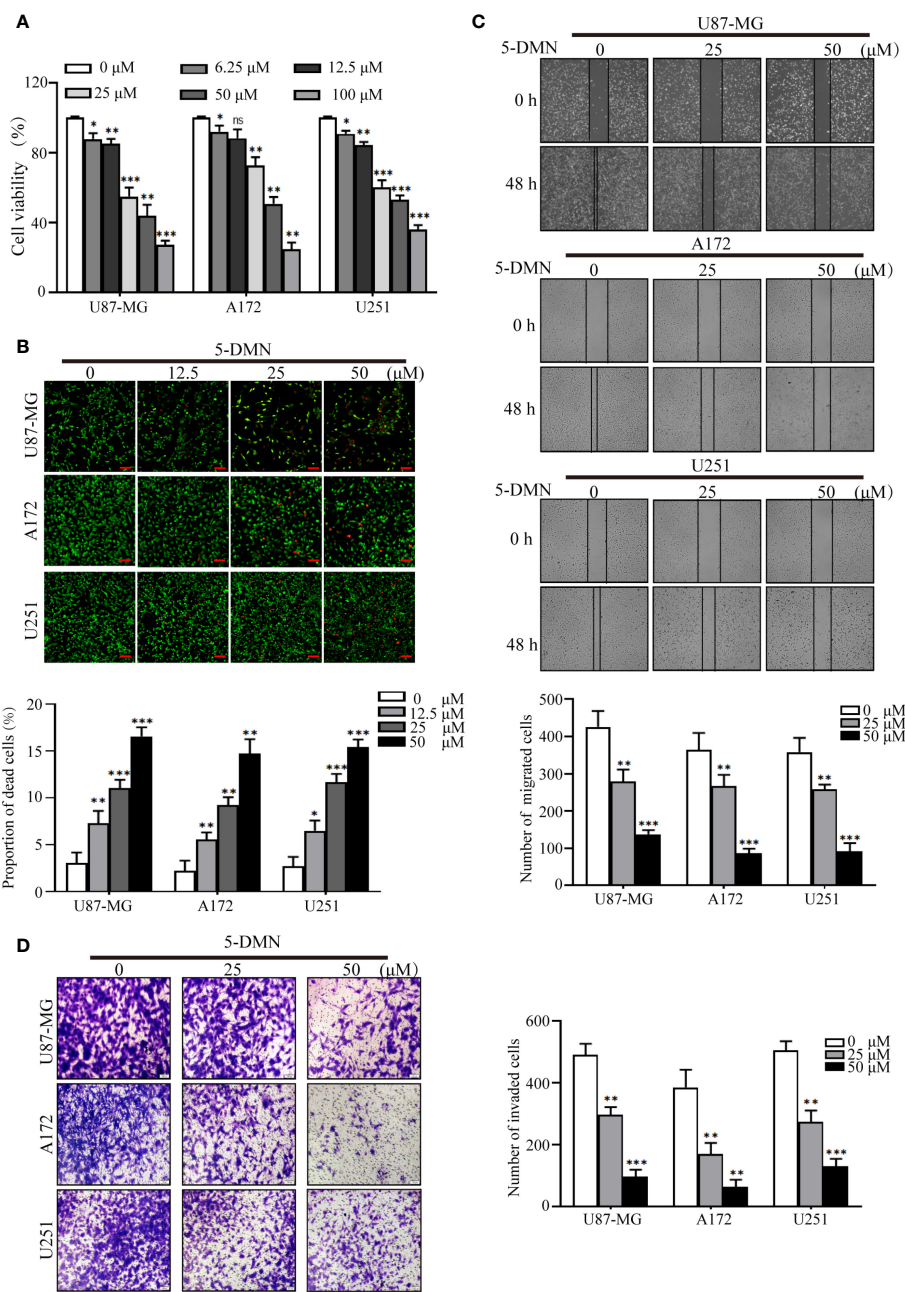 A
0 μM 6.25 μM 12.5 μM
25 μM 50 μM 100 μM
Cell viability (%)
120
80
40
0
* ** *** ** ***
* ns ** ** **
* ** *** *** ***
U87-MG A172 U251
B
5-DMN
0 12.5 25 50 (μM)
U87-MG
A172
U251
Proportion of dead cells (%)
20
15
10
5
0
** *** ***
** ** **
* *** ***
U87-MG A172 U251
0 μM
12.5 μM
25 μM
50 μM
C
U87-MG
5-DMN 0 25 50 (μM)
0 h
48 h
A172
5-DMN 0 25 50 (μM)
0 h
48 h
U251
5-DMN 0 25 50 (μM)
0 h
48 h
Number of migrated cells
500
400
300
200
100
0
** ***
** ***
** ***
U87-MG A172 U251
0 μM
25 μM
50 μM
D
5-DMN
0 25 50 (μM)
U87-MG
A172
U251
Number of invaded cells
600
400
200
0
** ***
** **
** ***
U87-MG A172 U251
0 μM
25 μM
50 μM